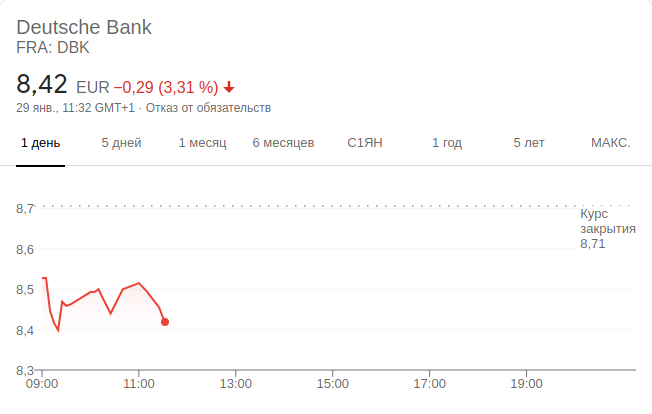 Deutsche Bank
FRA: DBK
8,42 EUR −0,29 (3,31 %)
29 янв., 11:32 GMT+1 · Отказ от обязательств
1 день 5 дней 1 месяц 6 месяцев С1ЯН 1 год 5 лет МАКС.
8,7
Курс
закрытия
8,71
8,6
8,5
8,4
8,3
09:00 11:00 13:00 15:00 17:00 19:00